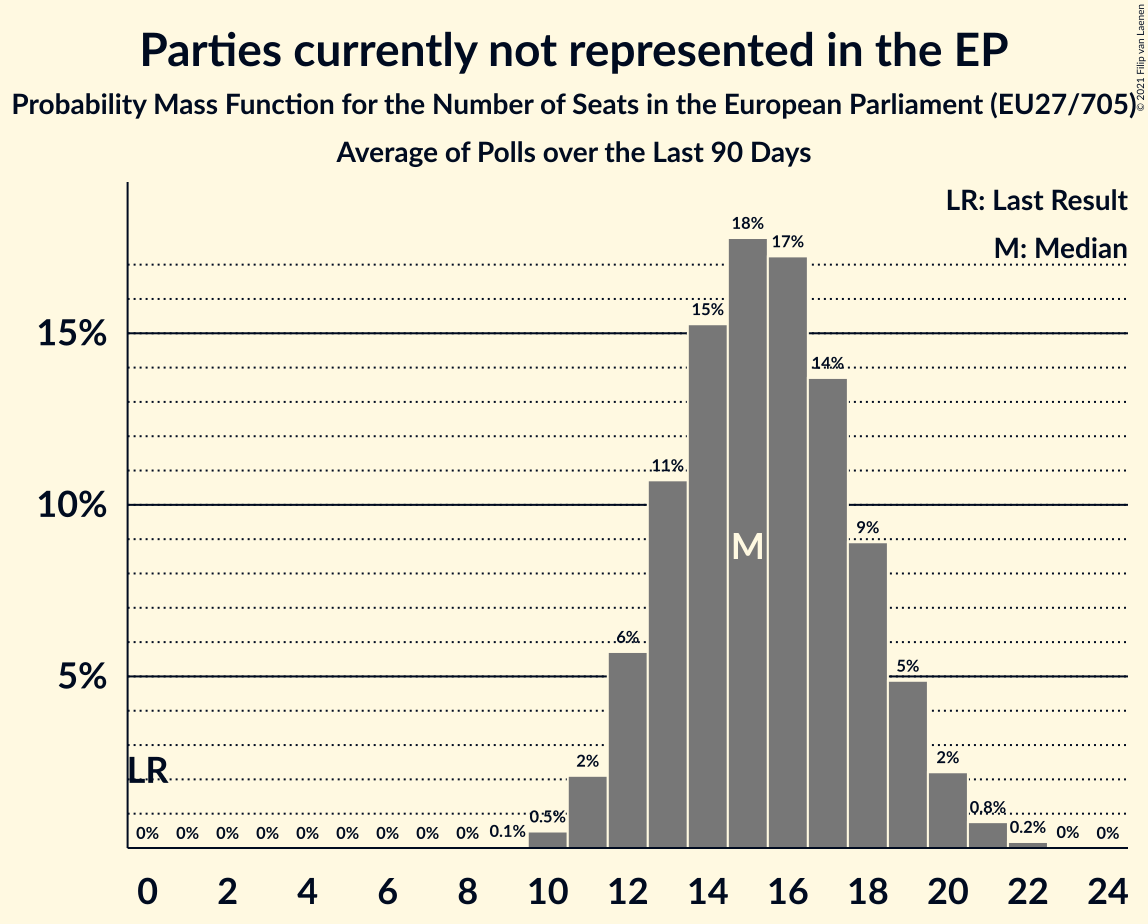 Parties currently not represented in the EP
Probability Mass Function for the Number of Seats in the European Parliament (EU27/705)
Average of Polls over the Last 90 Days
© 2021 Filip van Laenen
LR: Last Result
M: Median
18%
17%
15%
15%
14%
11%
10%
9%
M
6%
5%
5%
LR
2%
2%
0% 0% 0% 0% 0% 0% 0% 0% 0% 0.1% 0.5% 0.8% 0.2% 0% 0%
0 2 4 6 8 10 12 14 16 18 20 22 24